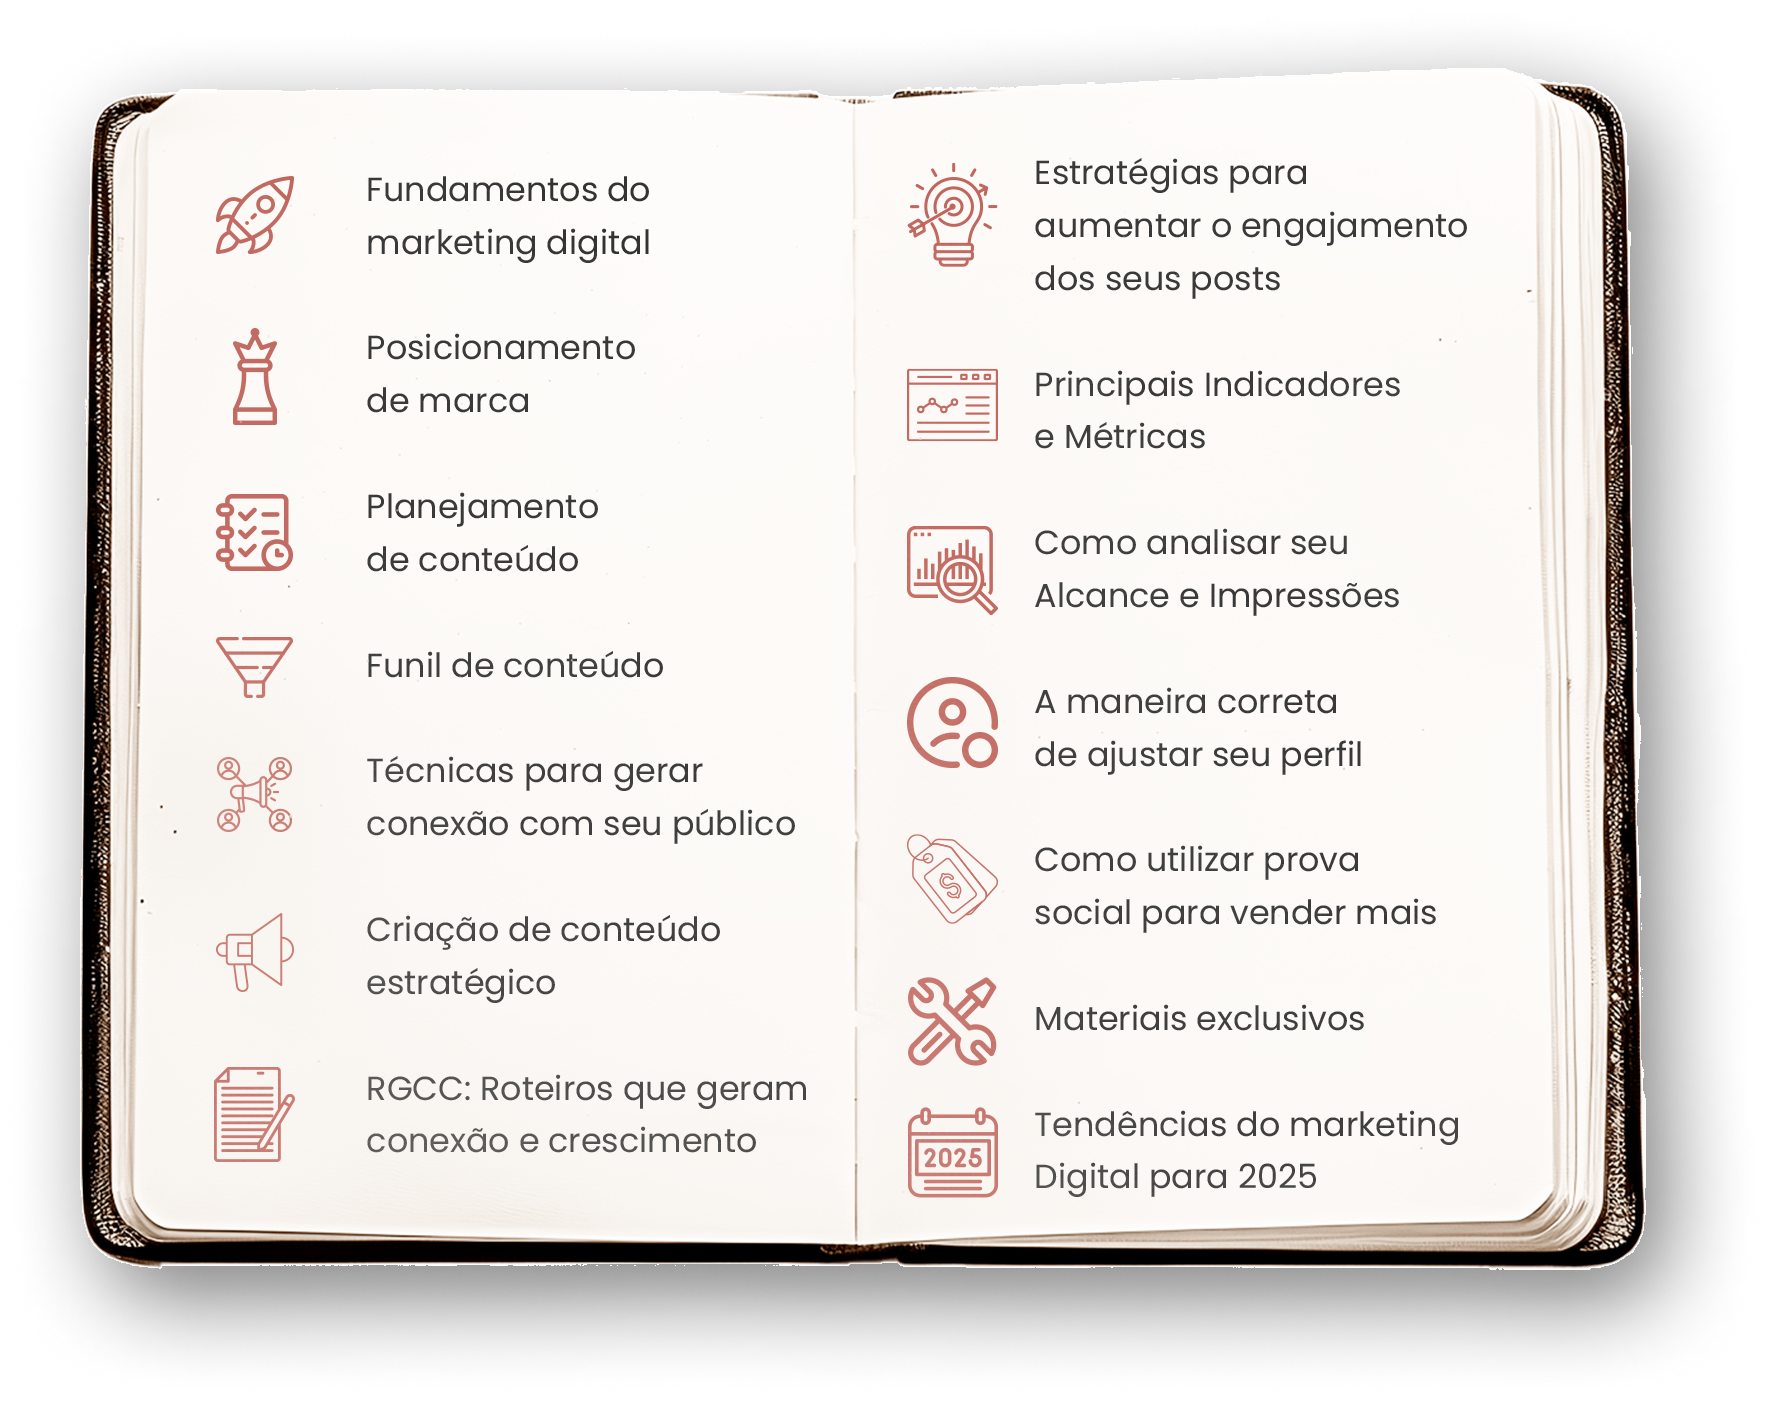 Fundamentos do
marketing digital
Posicionamento
de marca
Planejamento
de conteúdo
Funil de conteúdo
Técnicas para gerar
conexão com seu público
Criação de conteúdo
estratégico
RGCC: Roteiros que geram
conexão e crescimento
Estratégias para
aumentar o engajamento
dos seus posts
Principais Indicadores
e Métricas
Como analisar seu
Alcance e Impressões
A maneira correta
de ajustar seu perfil
$
Como utilizar prova
social para vender mais
Materiais exclusivos
2025
Tendências do marketing
Digital para 2025